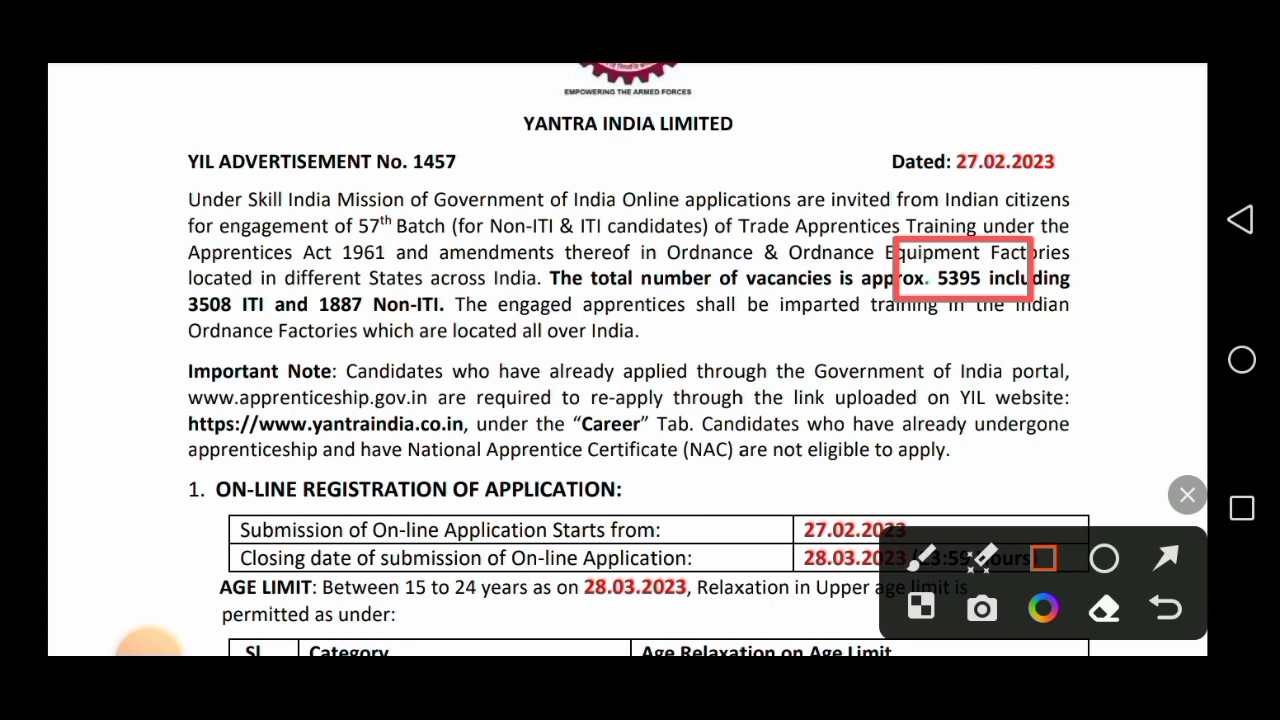 EMPOWERING THE ARMED FORCES
YANTRA INDIA LIMITED
YIL ADVERTISEMENT No. 1457 Dated: 27.02.2023
Under Skill India Mission of Government of India Online applications are invited from Indian citizens
for engagement of 57th Batch (for Non-ITI & ITI candidates) of Trade Apprentices Training under the
Apprentices Act 1961 and amendments thereof in Ordnance & Ordnance Equipment Factories
located in different States across India. The total number of vacancies is approx. 5395 including
3508 ITI and 1887 Non-ITI. The engaged apprentices shall be imparted training in the Indian
Ordnance Factories which are located all over India.
Important Note: Candidates who have already applied through the Government of India portal,
www.apprenticeship.gov.in are required to re-apply through the link uploaded on YIL website:
https://www.yantraindia.co.in, under the “Career” Tab. Candidates who have already undergone
apprenticeship and have National Apprentice Certificate (NAC) are not eligible to apply.
1. ON-LINE REGISTRATION OF APPLICATION:
Submission of On-line Application Starts from: 27.02.2023
Closing date of submission of On-line Application: 28.03.2023 (23:59 hours)
AGE LIMIT: Between 15 to 24 years as on 28.03.2023, Relaxation in Upper age limit is
permitted as under:
Sl. Category Age Relaxation on Age Limit